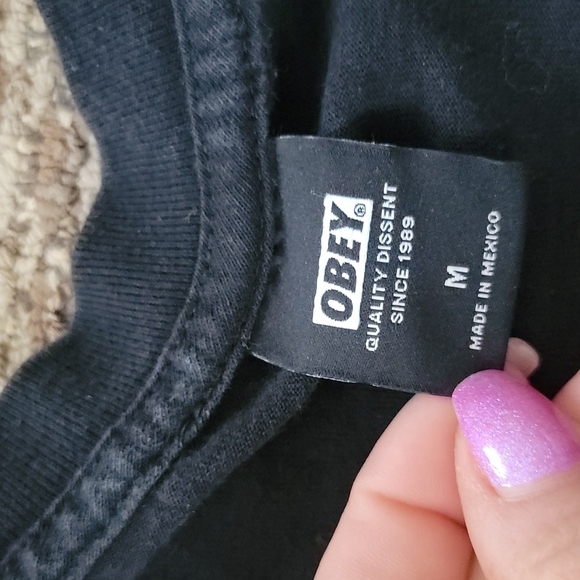 OBEY®
QUALITY DISSENT
SINCE 1989
M
MADE IN MEXICO